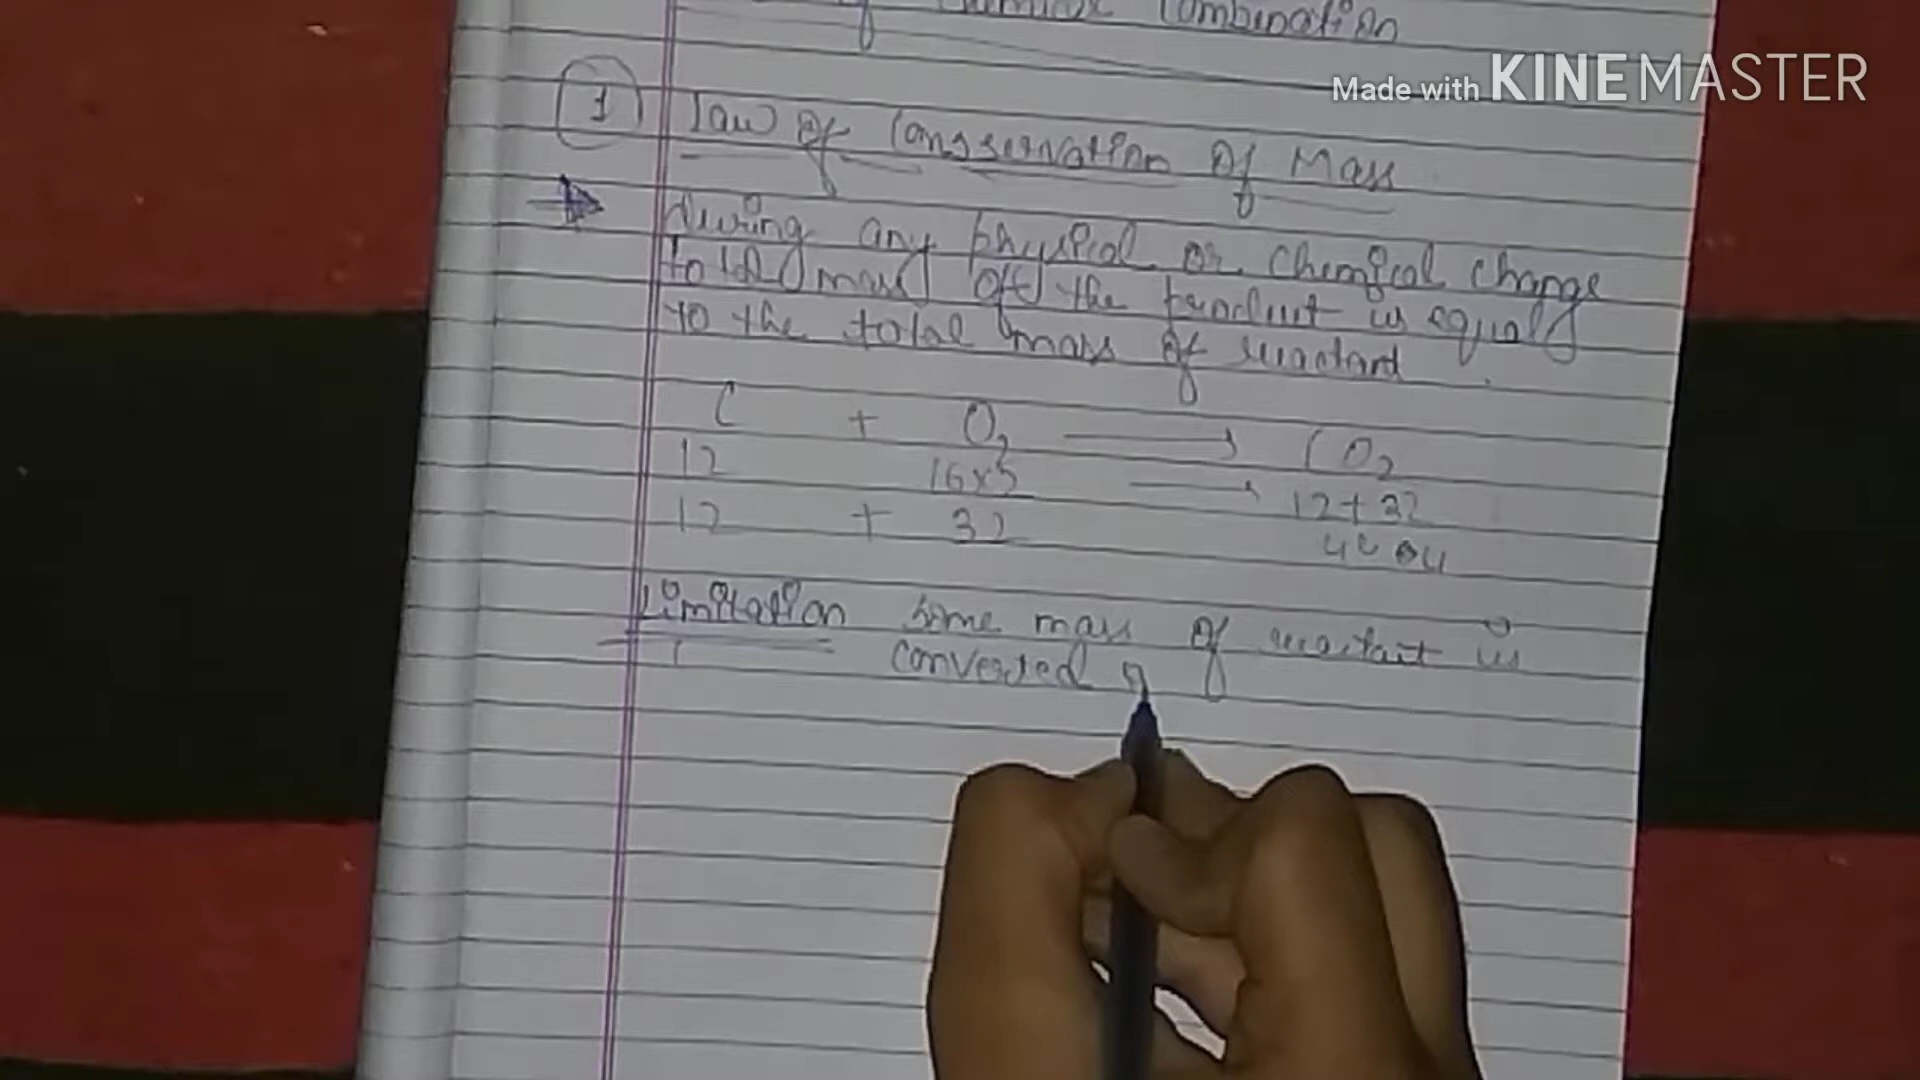 Combination
Made with KINEMASTER
1 Law of Consservation Of Mass
during any physical or chemical change
total mass of the product is equal
to the total mass of reactant
C + O2 → CO2
12 16x2 → 12+32
12 + 32 44
Limitation some mass of reactant is
converted